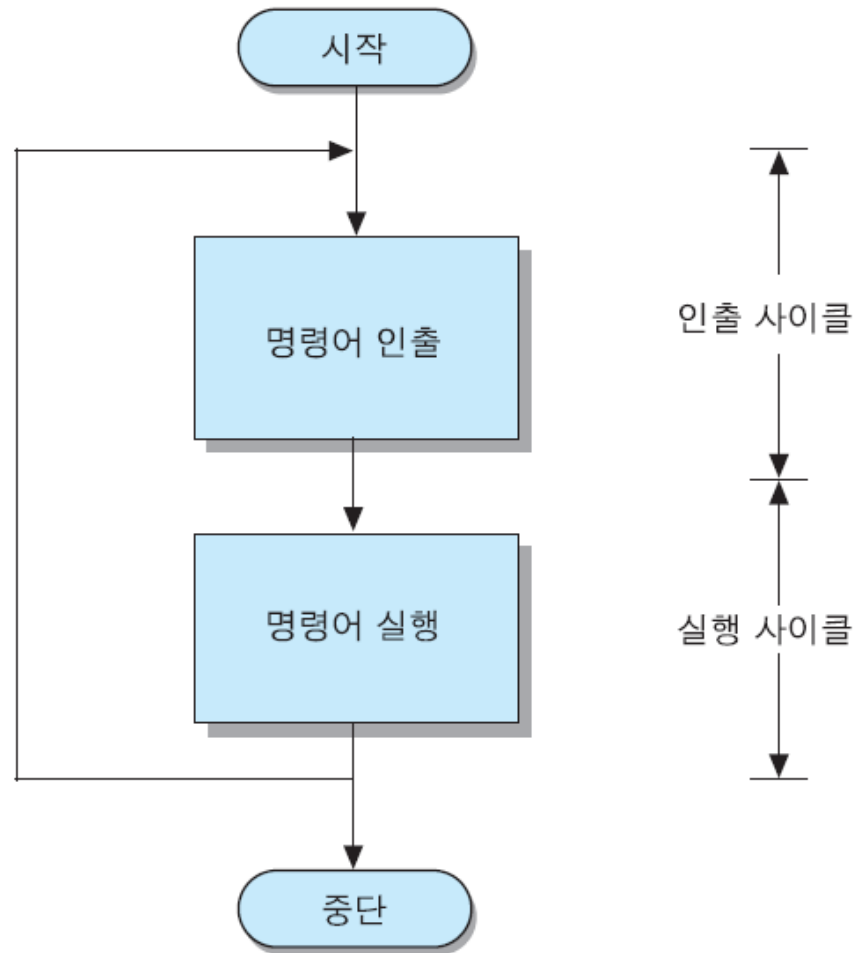 시작
명령어 인출
인출 사이클
명령어 실행
실행 사이클
중단